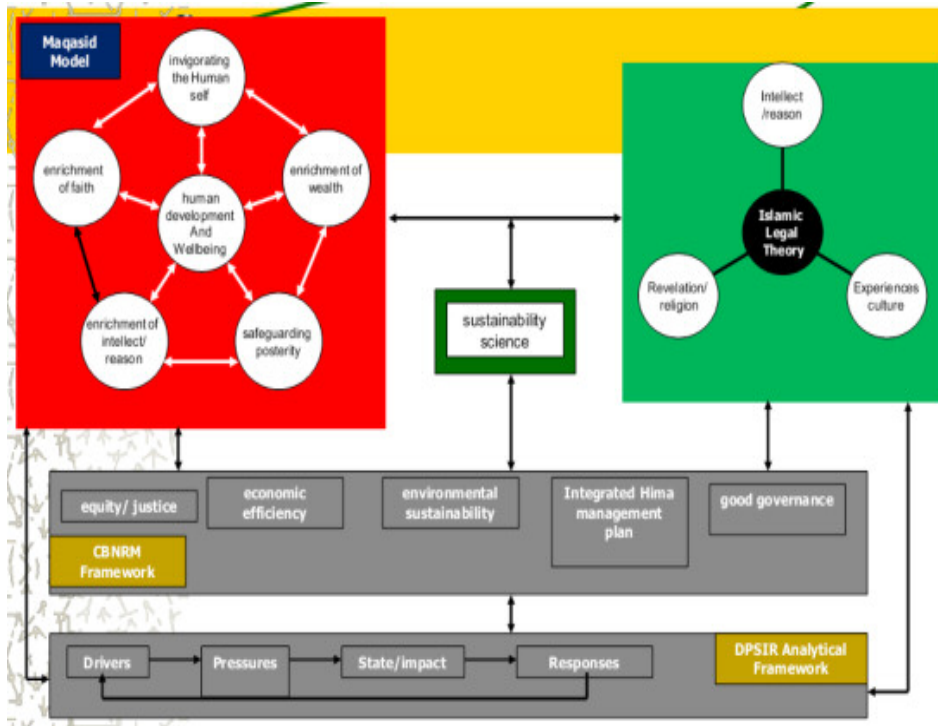 Maqasid
Model
invigorating
the Human
self
enrichment
of faith
enrichment of
wealth
human
development
And
Wellbeing
enrichment of
intellect/
reason
safeguarding
posterity
Intellect
/reason
Islamic
Legal
Theory
Revelation/
religion
Experiences
culture
sustainability
science
equity/ justice
economic
efficiency
environmental
sustainability
Integrated Hima
management
plan
good governance
CBNRM
Framework
DPSIR Analytical
Framework
Drivers
Pressures
State/impact
Responses